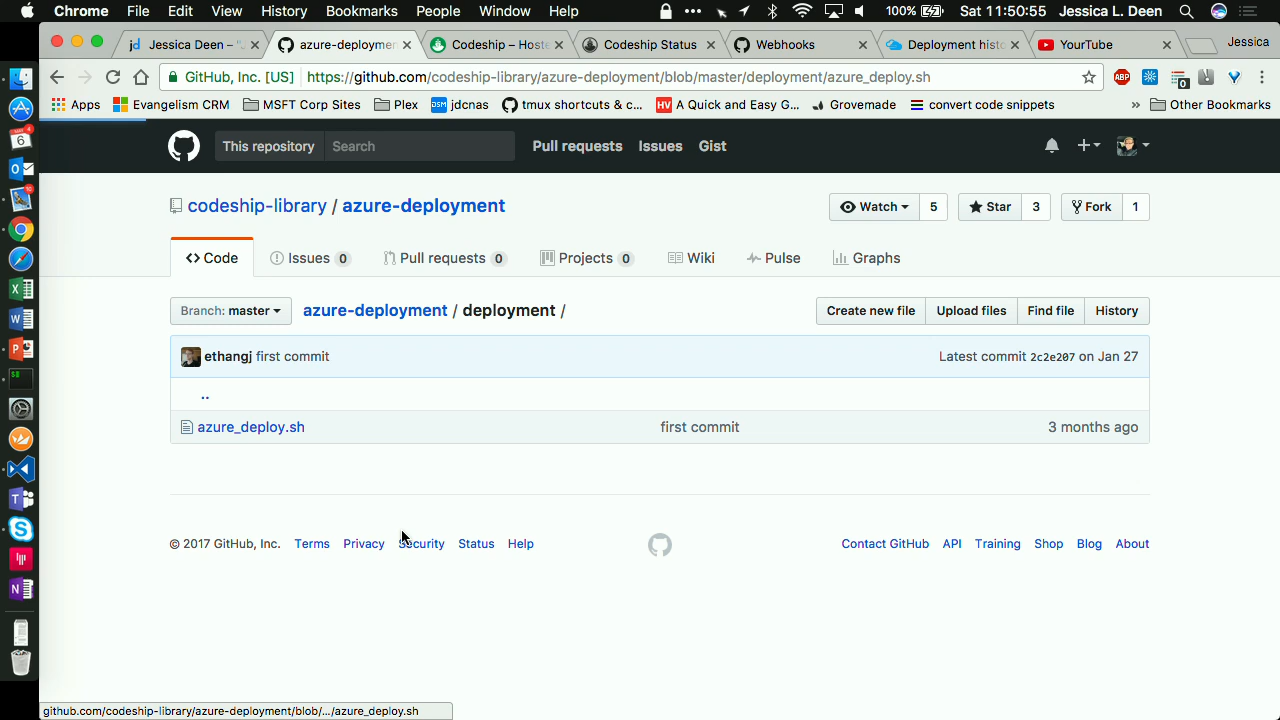 Chrome File Edit View History Bookmarks People Window Help 100% Sat 11:50:55 Jessica L. Deen
Jessica Deen – "J azure-deploymen Codeship – Hoste Codeship Status Webhooks Deployment histo YouTube Jessica
GitHub, Inc. [US] https://github.com/codeship-library/azure-deployment/blob/master/deployment/azure_deploy.sh ABP 0
Apps Evangelism CRM MSFT Corp Sites Plex JSM jdcnas tmux shortcuts & c... HV A Quick and Easy G... Grovemade convert code snippets » Other Bookmarks
This repository Search Pull requests Issues Gist
codeship-library / azure-deployment Watch 5 Star 3 Fork 1
Code Issues 0 Pull requests 0 Projects 0 Wiki Pulse Graphs
Branch: master azure-deployment / deployment / Create new file Upload files Find file History
ethangj first commit Latest commit 2c2e207 on Jan 27
..
azure_deploy.sh first commit 3 months ago
© 2017 GitHub, Inc. Terms Privacy Security Status Help Contact GitHub API Training Shop Blog About
github.com/codeship-library/azure-deployment/blob/.../azure_deploy.sh